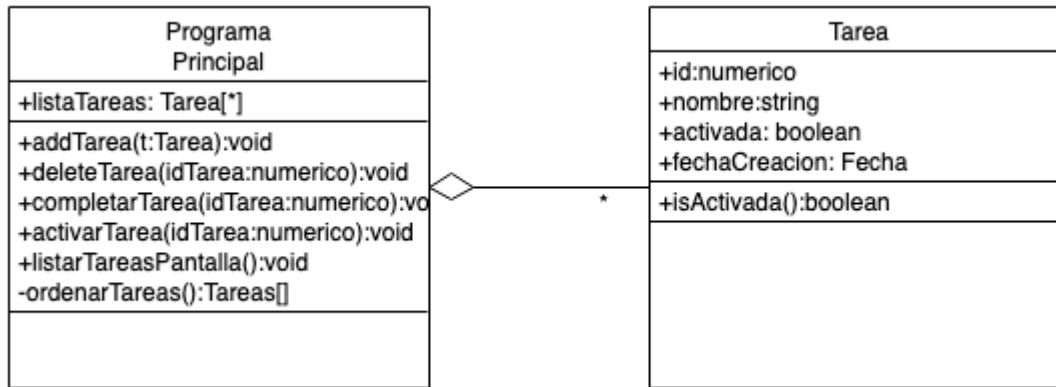 Programa
Principal
+listaTareas: Tarea[*]
+addTarea(t:Tarea):void
+deleteTarea(idTarea:numerico):void
+completarTarea(idTarea:numerico):vo
+activarTarea(idTarea:numerico):void
+listarTareasPantalla():void
-ordenarTareas():Tareas[]
*
Tarea
+id:numerico
+nombre:string
+activada: boolean
+fechaCreacion: Fecha
+isActivada():boolean